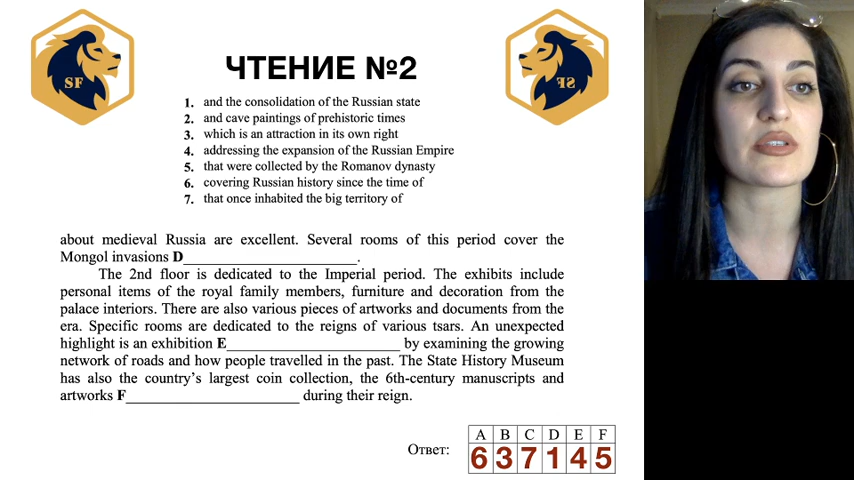 SF
SF
ЧТЕНИЕ №2
1. and the consolidation of the Russian state
2. and cave paintings of prehistoric times
3. which is an attraction in its own right
4. addressing the expansion of the Russian Empire
5. that were collected by the Romanov dynasty
6. covering Russian history since the time of
7. that once inhabited the big territory of
about medieval Russia are excellent. Several rooms of this period cover the
Mongol invasions D________________________.
The 2nd floor is dedicated to the Imperial period. The exhibits include
personal items of the royal family members, furniture and decoration from the
palace interiors. There are also various pieces of artworks and documents from the
era. Specific rooms are dedicated to the reigns of various tsars. An unexpected
highlight is an exhibition E________________________ by examining the growing
network of roads and how people travelled in the past. The State History Museum
has also the country’s largest coin collection, the 6th-century manuscripts and
artworks F________________________ during their reign.
Ответ:
A B C D E F
6 3 7 1 4 5